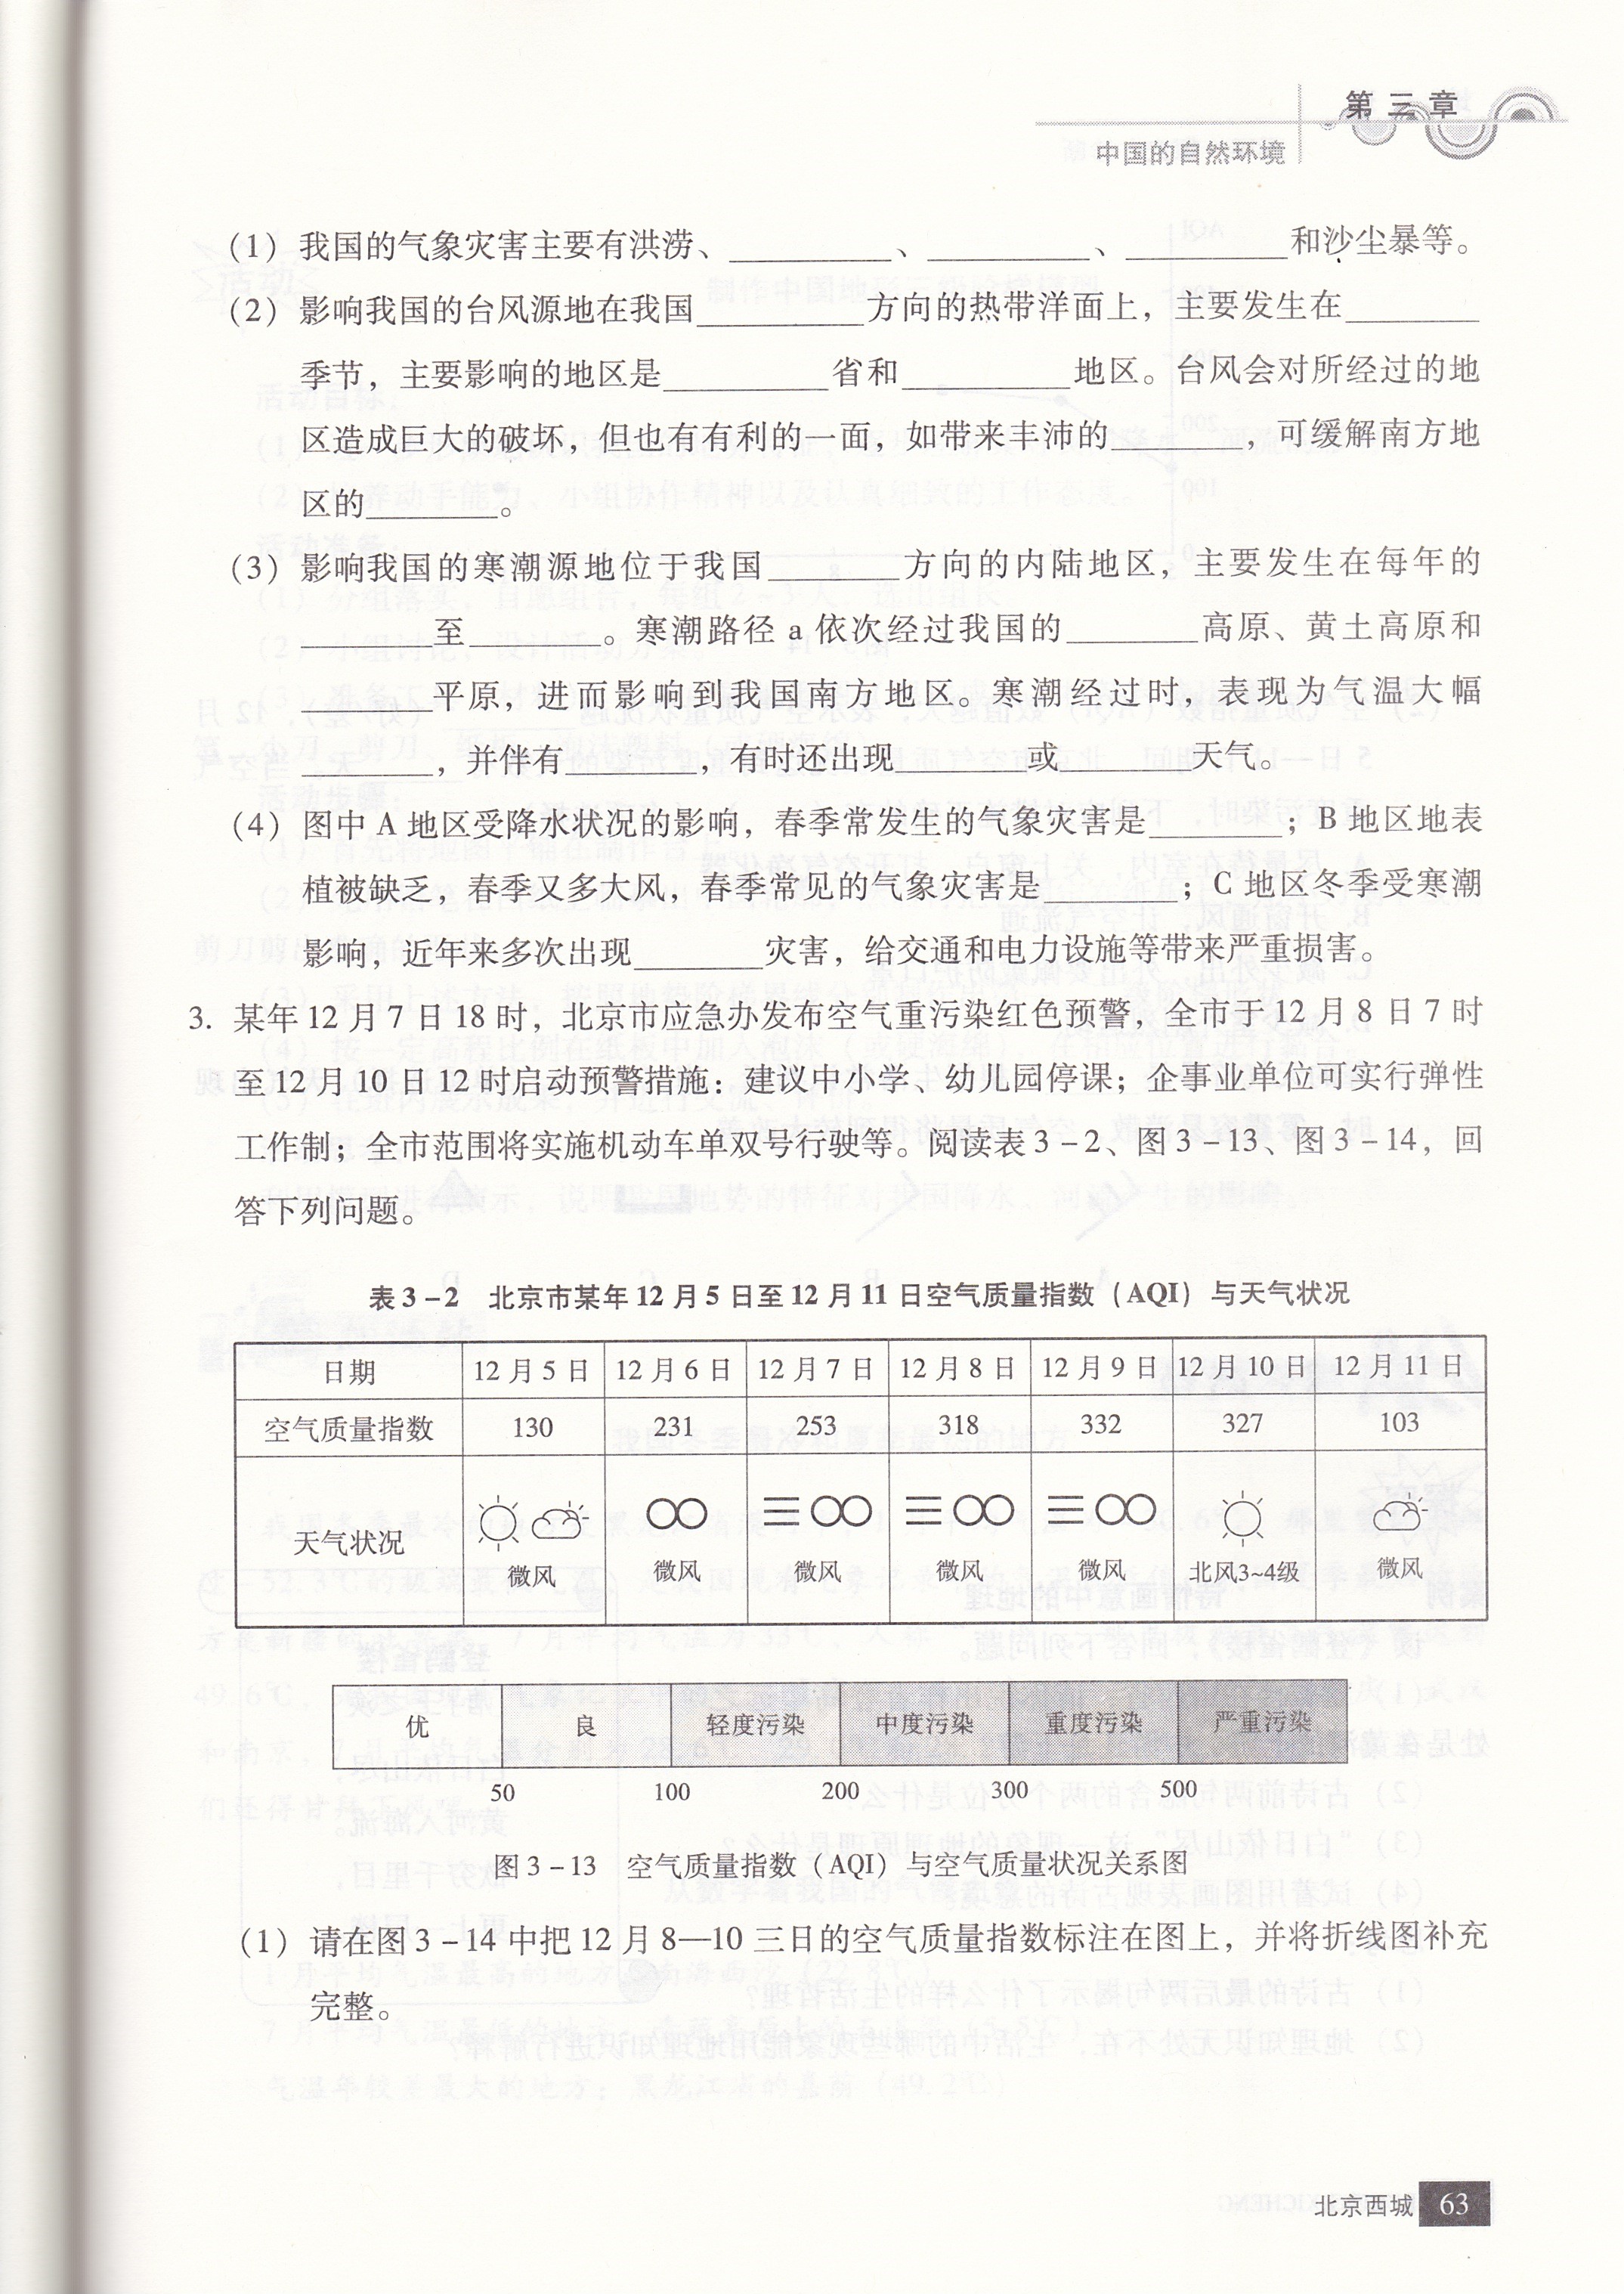 第三章
中国的自然环境
(1) 我国的气象灾害主要有洪涝、__________、__________、__________和沙尘暴等。
(2) 影响我国的台风源地在我国__________方向的热带洋面上，主要发生在________
季节，主要影响的地区是__________省和__________地区。台风会对所经过的地
区造成巨大的破坏，但也有有利的一面，如带来丰沛的________，可缓解南方地
区的________。
(3) 影响我国的寒潮源地位于我国________方向的内陆地区，主要发生在每年的
________至________。寒潮路径 a 依次经过我国的________高原、黄土高原和
________平原，进而影响到我国南方地区。寒潮经过时，表现为气温大幅
________，并伴有________，有时还出现________或________天气。
(4) 图中 A 地区受降水状况的影响，春季常发生的气象灾害是________；B 地区地表
植被缺乏，春季又多大风，春季常见的气象灾害是________；C 地区冬季受寒潮
影响，近年来多次出现________灾害，给交通和电力设施等带来严重损害。
3. 某年 12 月 7 日 18 时，北京市应急办发布空气重污染红色预警，全市于 12 月 8 日 7 时
至 12 月 10 日 12 时启动预警措施：建议中小学、幼儿园停课；企事业单位可实行弹性
工作制；全市范围将实施机动车单双号行驶等。阅读表 3－2、图 3－13、图 3－14，回
答下列问题。
表 3－2 北京市某年 12 月 5 日至 12 月 11 日空气质量指数（AQI）与天气状况
日期 12 月 5 日 12 月 6 日 12 月 7 日 12 月 8 日 12 月 9 日 12 月 10 日 12 月 11 日
空气质量指数 130 231 253 318 332 327 103
天气状况 微风 微风 微风 微风 微风 北风3~4级 微风
优 良 轻度污染 中度污染 重度污染 严重污染
50 100 200 300 500
图 3－13 空气质量指数（AQI）与空气质量状况关系图
(1) 请在图 3－14 中把 12 月 8—10 三日的空气质量指数标注在图上，并将折线图补充
完整。
北京西城 63